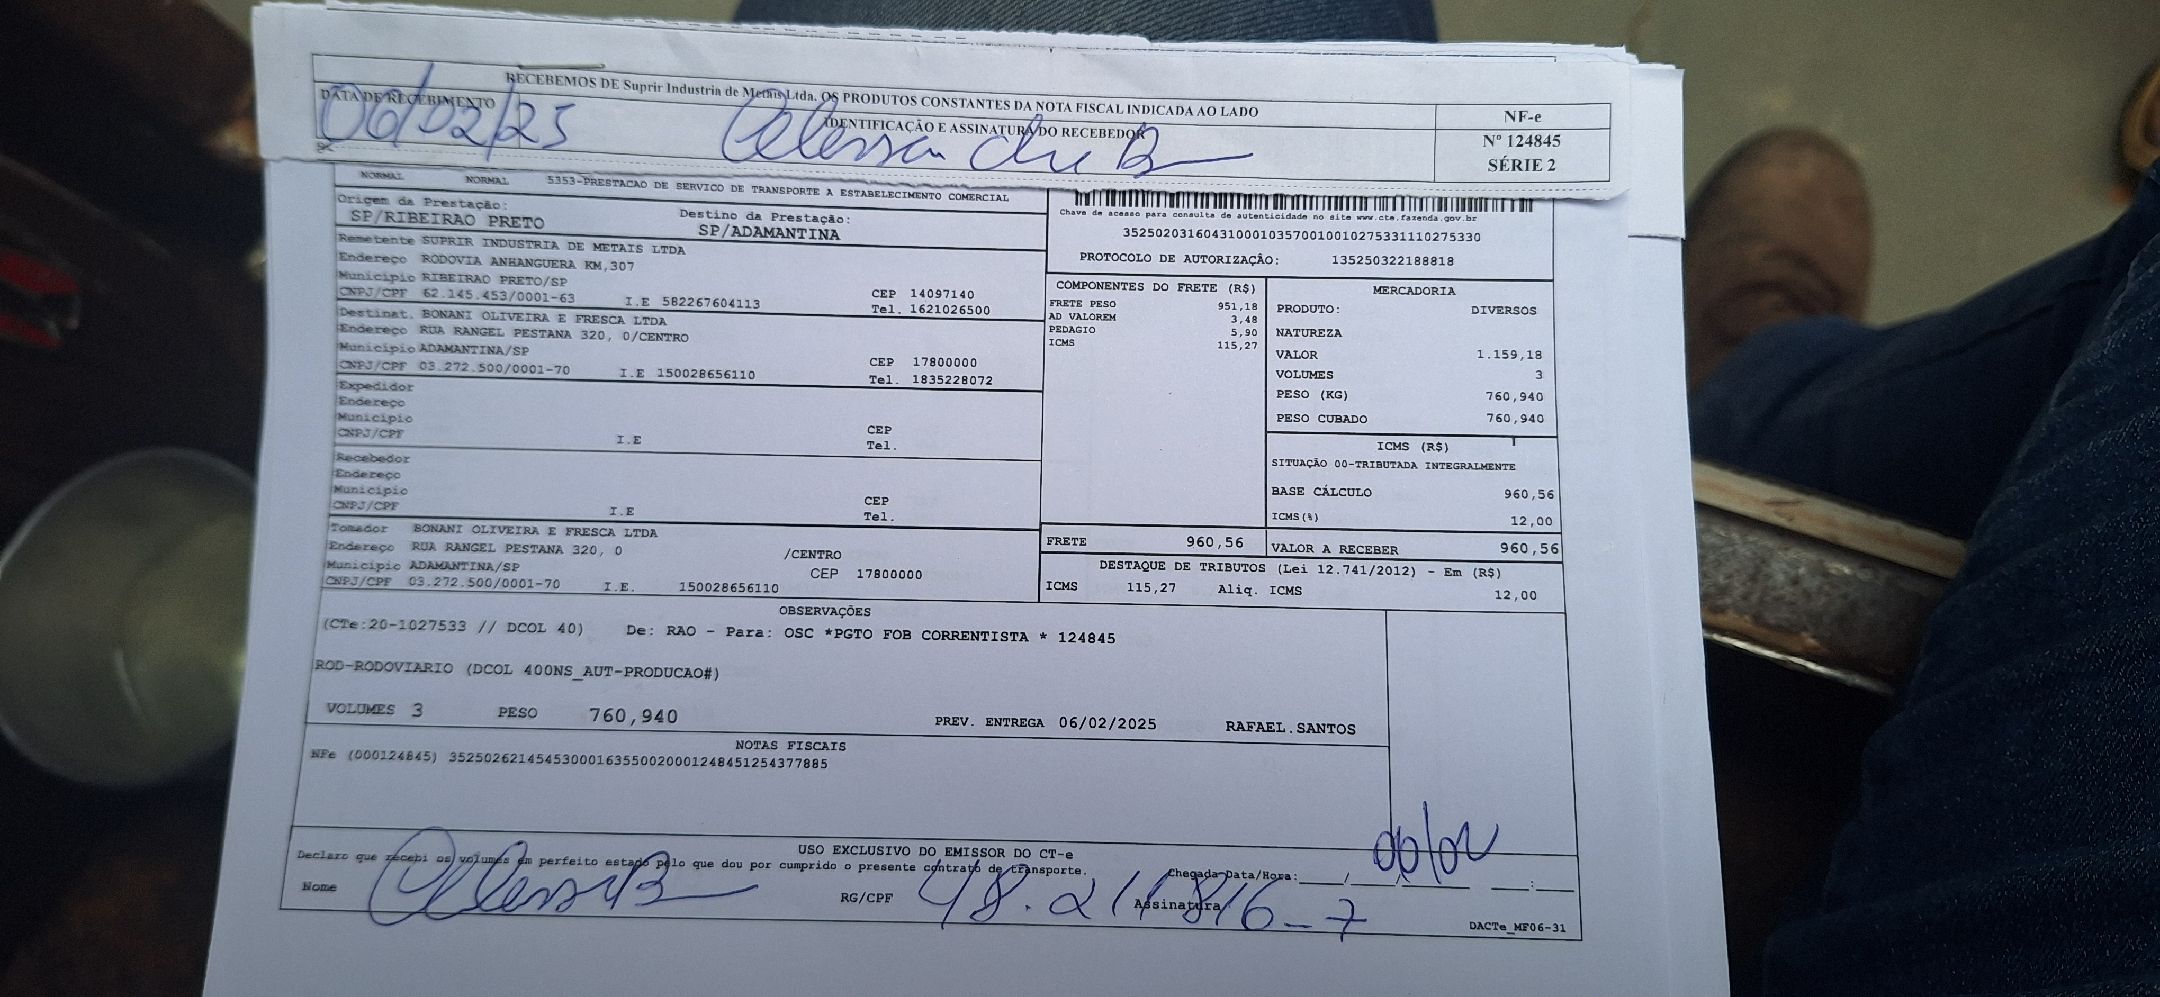 RECEBEMOS DE Suprir Industria de Metais Ltda. OS PRODUTOS CONSTANTES DA NOTA FISCAL INDICADA AO LADO
DATA DE RECEBIMENTO
06/02/25
IDENTIFICAÇÃO E ASSINATURA DO RECEBEDOR
NF-e
Nº 124845
SÉRIE 2
NORMAL NORMAL 5353-PRESTACAO DE SERVICO DE TRANSPORTE A ESTABELECIMENTO COMERCIAL
Origem da Prestação:
SP/RIBEIRAO PRETO
Destino da Prestação:
SP/ADAMANTINA
Remetente SUPRIR INDUSTRIA DE METAIS LTDA
Endereço RODOVIA ANHANGUERA KM,307
Municipio RIBEIRAO PRETO/SP CEP 14097140
CNPJ/CPF 62.145.453/0001-63 I.E 582267604113 Tel. 1621026500
Destinat. BONANI OLIVEIRA E FRESCA LTDA
Endereço RUA RANGEL PESTANA 320, 0/CENTRO
Municipio ADAMANTINA/SP CEP 17800000
CNPJ/CPF 03.272.500/0001-70 I.E 150028656110 Tel. 1835228072
Expedidor
Endereço
Municipio CEP
CNPJ/CPF I.E Tel.
Recebedor
Endereço
Municipio CEP
CNPJ/CPF I.E Tel.
Tomador BONANI OLIVEIRA E FRESCA LTDA
Endereço RUA RANGEL PESTANA 320, 0 /CENTRO
Municipio ADAMANTINA/SP CEP 17800000
CNPJ/CPF 03.272.500/0001-70 I.E. 150028656110
Chave de acesso para consulta de autenticidade no site www.cte.fazenda.gov.br
35250203160431000103570010010275331110275330
PROTOCOLO DE AUTORIZAÇÃO: 135250322188818
COMPONENTES DO FRETE (R$)
FRETE PESO 951,18
AD VALOREM 3,48
PEDAGIO 5,90
ICMS 115,27
MERCADORIA
PRODUTO: DIVERSOS
NATUREZA
VALOR 1.159,18
VOLUMES 3
PESO (KG) 760,940
PESO CUBADO 760,940
ICMS (R$)
SITUAÇÃO 00-TRIBUTADA INTEGRALMENTE
BASE CÁLCULO 960,56
ICMS(%) 12,00
FRETE 960,56
VALOR A RECEBER 960,56
DESTAQUE DE TRIBUTOS (Lei 12.741/2012) - Em (R$)
ICMS 115,27 Aliq. ICMS 12,00
OBSERVAÇÕES
(CTe:20-1027533 // DCOL 40) De: RAO - Para: OSC *PGTO FOB CORRENTISTA * 124845
ROD-RODOVIARIO (DCOL 400NS_AUT-PRODUCAO#)
VOLUMES 3 PESO 760,940 PREV. ENTREGA 06/02/2025 RAFAEL.SANTOS
NOTAS FISCAIS
NFe (000124845) 35250262145453000163550020001248451254377885
USO EXCLUSIVO DO EMISSOR DO CT-e
Declaro que recebi os volumes em perfeito estado pelo que dou por cumprido o presente contrato de transporte.
Chegada Data/Hora:____/____/________ ____:____
Nome
RG/CPF
Assinatura
DACTe_MF06-31